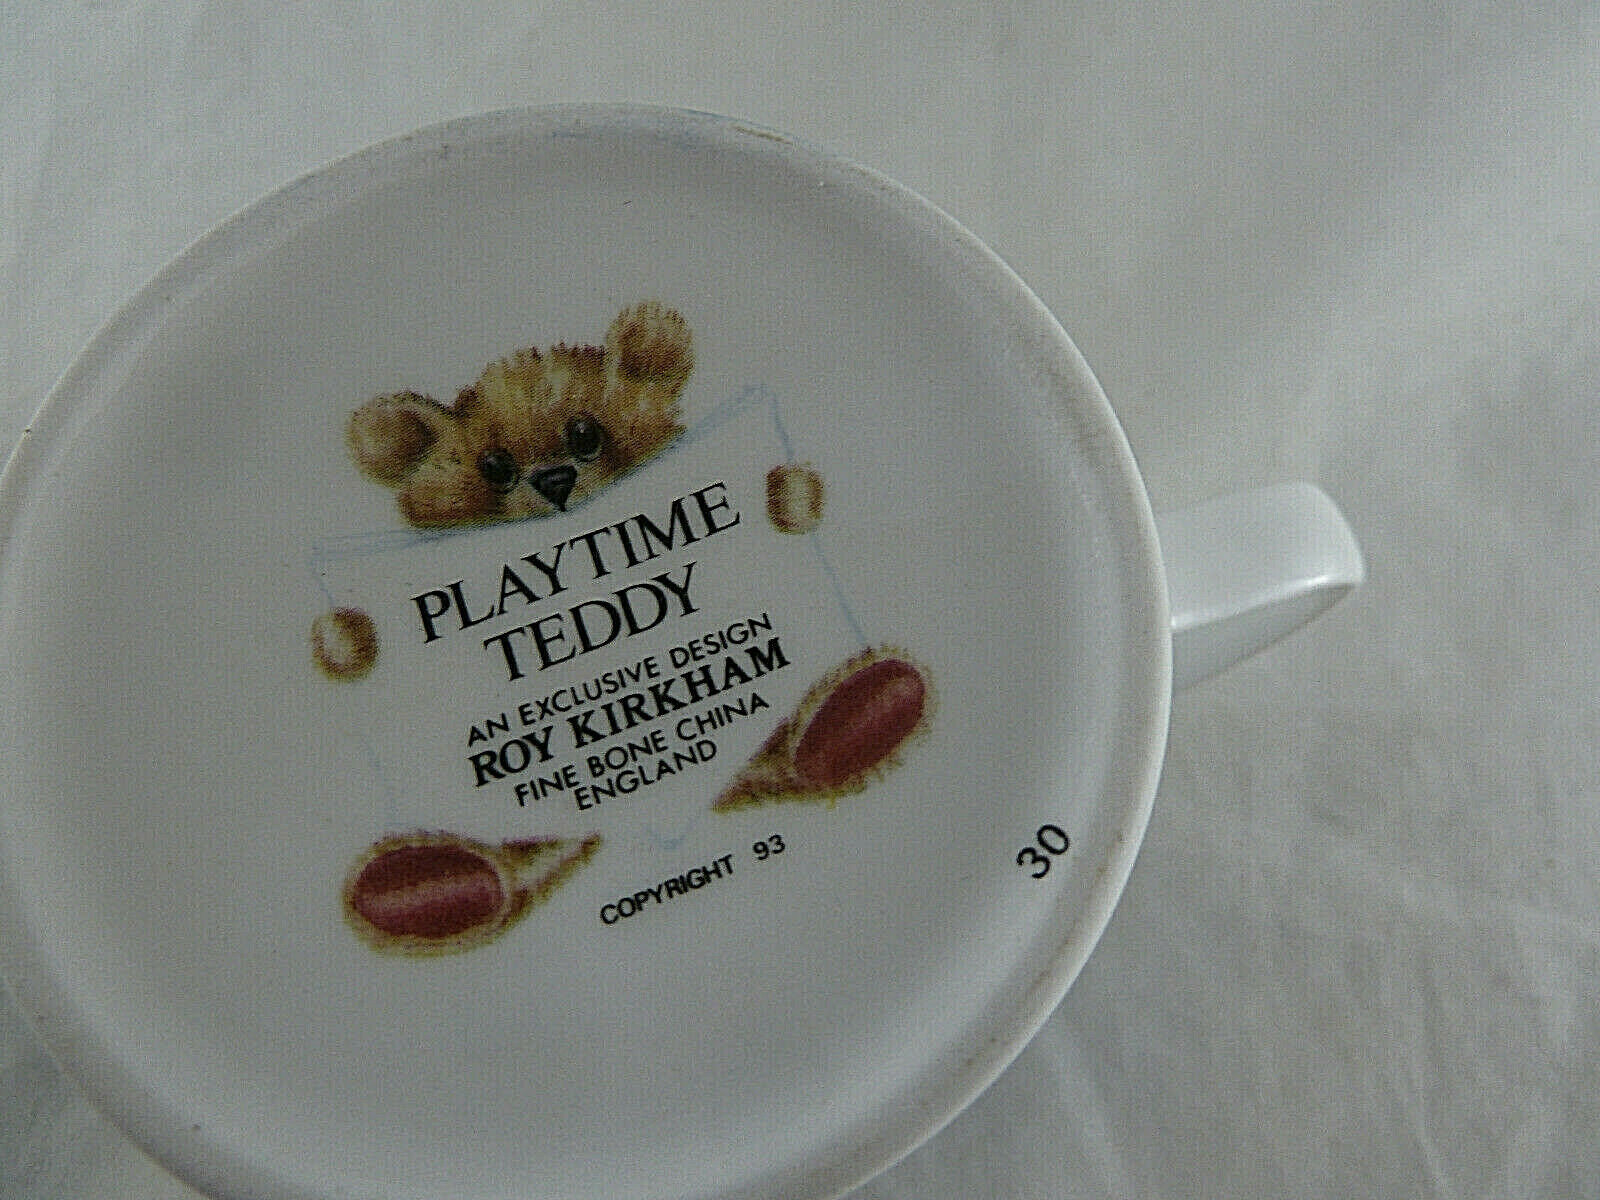 PLAYTIME
TEDDY
AN EXCLUSIVE DESIGN
ROY KIRKHAM
FINE BONE CHINA
ENGLAND
COPYRIGHT 93
30